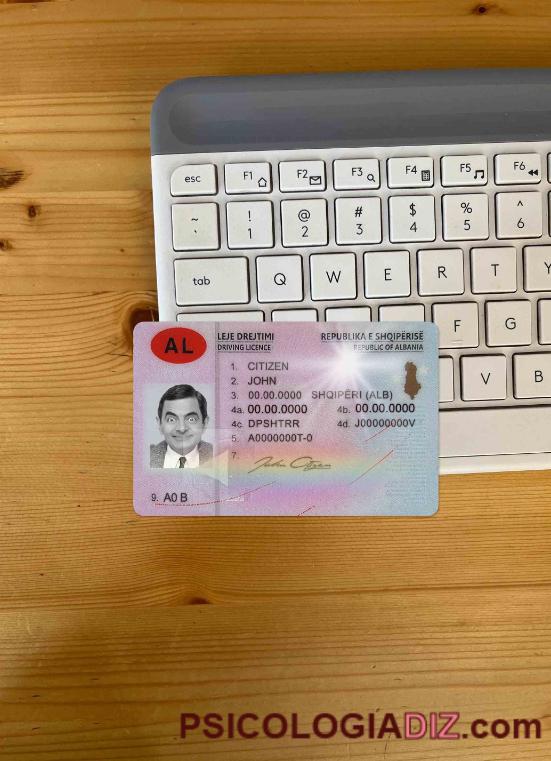 esc F1 F2 F3 F4 F5 F6
~ ! @ # $ % ^
` 1 2 3 4 5 6
tab Q W E R T Y
F G
V B
AL
LEJE DREJTIMI REPUBLIKA E SHQIPËRISË
DRIVING LICENCE REPUBLIC OF ALBANIA
1. CITIZEN
2. JOHN
3 00.00.0000 SHQIPËRI (ALB)
4a. 00.00.0000 4b. 00.00.0000
4c DPSHTRR 4d. J00000000V
5. A0000000T-0
7. John Citizen
9. A0 B
PSICOLOGIADIZ.com